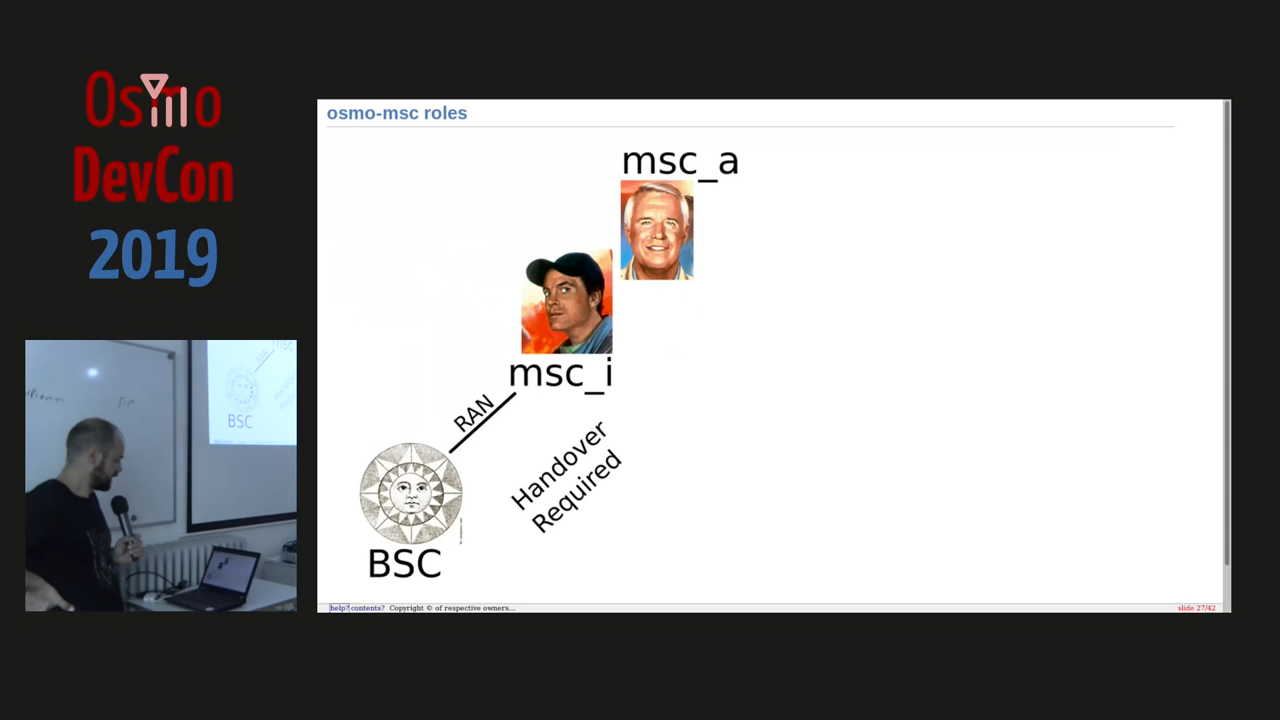 Osmo
DevCon
2019
osmo-msc roles
msc_a
msc_i
RAN
Handover
Required
BSC
BSC
help?|contents? Copyright © of respective owners...
slide 27/42